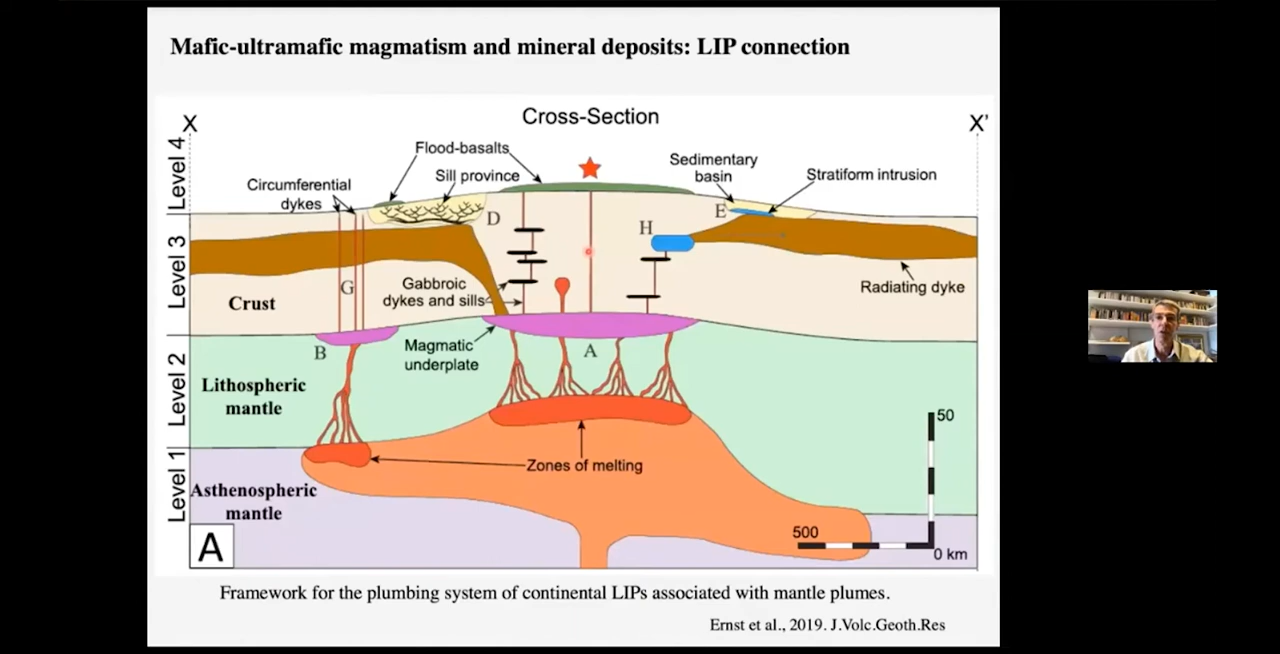 Mafic-ultramafic magmatism and mineral deposits: LIP connection
Cross-Section
X
X'
Level 4
Level 3
Level 2
Level 1
Flood-basalts
Sill province
Circumferential
dykes
Sedimentary
basin
Stratiform intrusion
D
E
H
G
Gabbroic
dykes and sills
Radiating dyke
Crust
B
Magmatic
underplate
A
Lithospheric
mantle
50
Zones of melting
Asthenospheric
mantle
500
0 km
A
Framework for the plumbing system of continental LIPs associated with mantle plumes.
Ernst et al., 2019. J.Volc.Geoth.Res